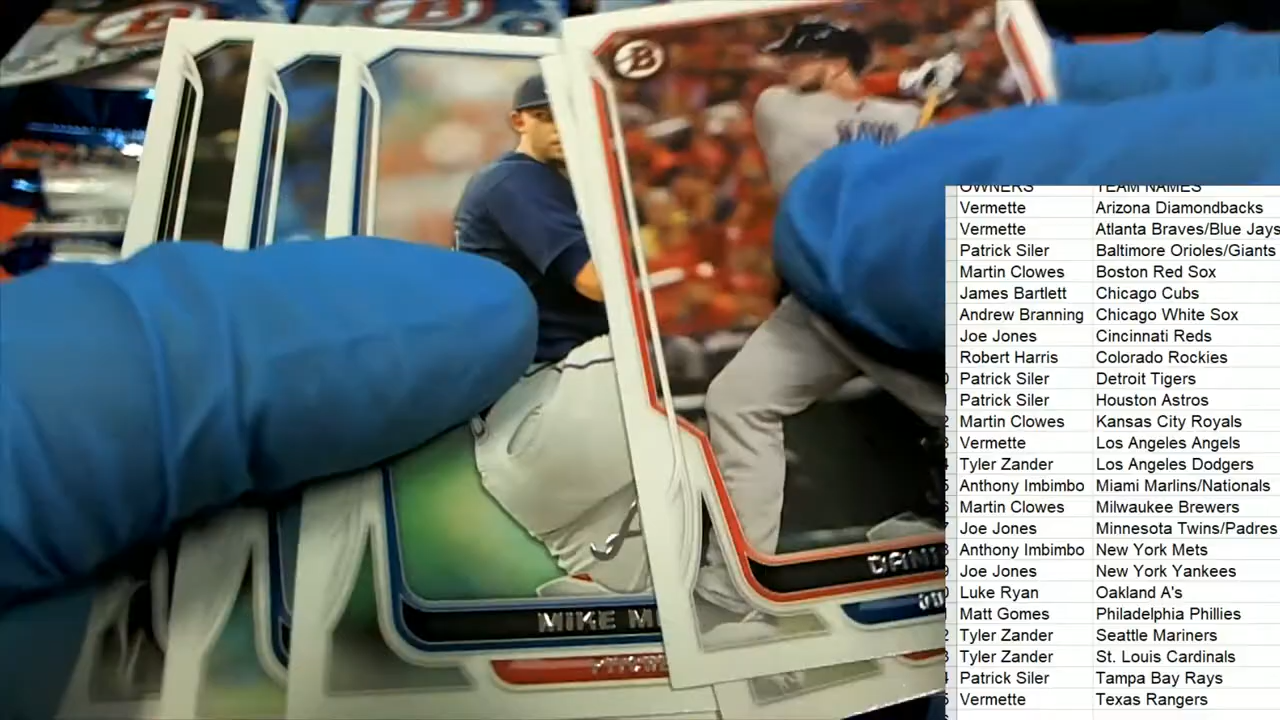 B
B
B
OWNERS TEAM NAMES
Vermette Arizona Diamondbacks
Vermette Atlanta Braves/Blue Jays
Patrick Siler Baltimore Orioles/Giants
Martin Clowes Boston Red Sox
James Bartlett Chicago Cubs
Andrew Branning Chicago White Sox
Joe Jones Cincinnati Reds
Robert Harris Colorado Rockies
Patrick Siler Detroit Tigers
Patrick Siler Houston Astros
Martin Clowes Kansas City Royals
Vermette Los Angeles Angels
Tyler Zander Los Angeles Dodgers
Anthony Imbimbo Miami Marlins/Nationals
Martin Clowes Milwaukee Brewers
Joe Jones Minnesota Twins/Padres
Anthony Imbimbo New York Mets
Joe Jones New York Yankees
Luke Ryan Oakland A's
Matt Gomes Philadelphia Phillies
Tyler Zander Seattle Mariners
Tyler Zander St. Louis Cardinals
Patrick Siler Tampa Bay Rays
Vermette Texas Rangers
DANI
MIKE M